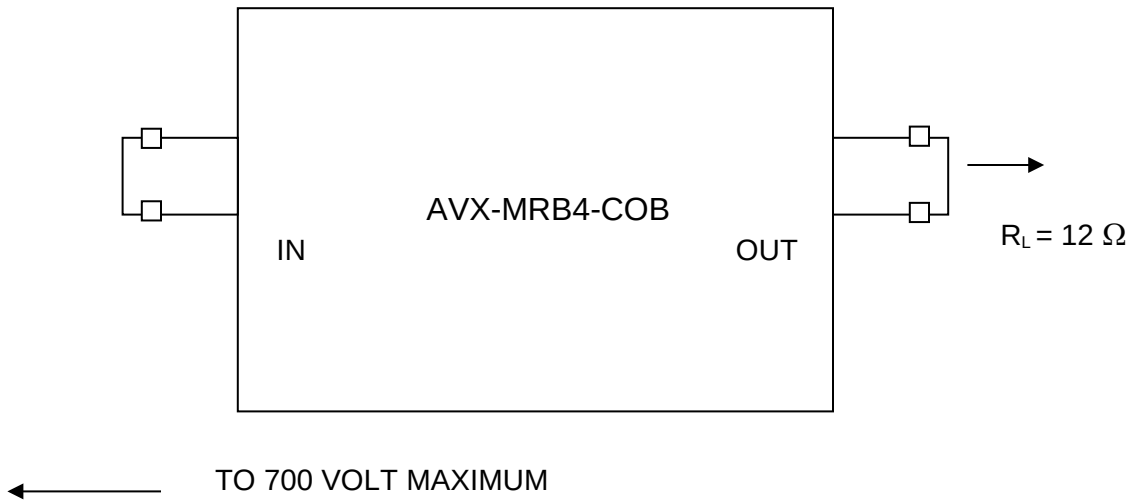 AVX-MRB4-COB
IN
OUT
R_L = 12 Ω
TO 700 VOLT MAXIMUM